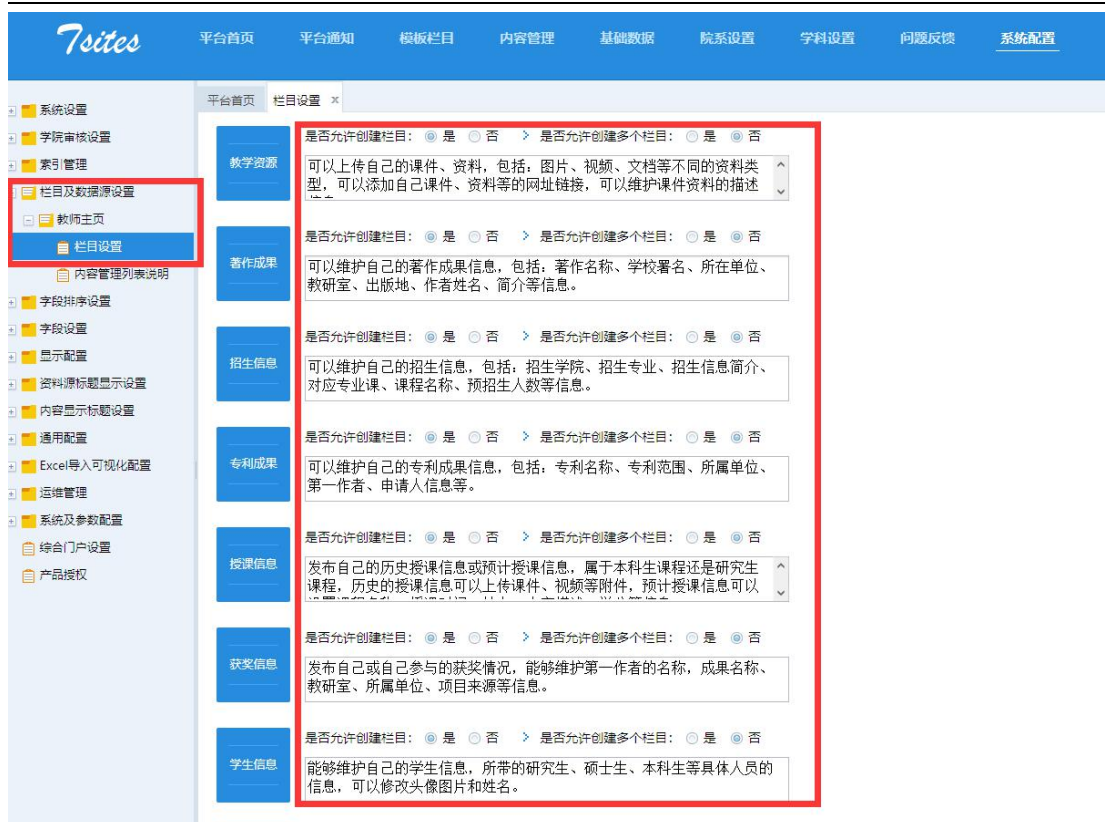 Tsites
平台首页 平台通知 模板栏目 内容管理 基础数据 院系设置 学科设置 问题反馈 系统配置
平台首页 栏目设置 ×
系统设置
学院审核设置
索引管理
栏目及数据源设置
教师主页
栏目设置
内容管理列表说明
字段排序设置
字段设置
显示配置
资料源标题显示设置
内容显示标题设置
通用配置
Excel导入可视化配置
运维管理
系统及参数配置
综合门户设置
产品授权
教学资源
是否允许创建栏目: 是 否 > 是否允许创建多个栏目: 是 否
可以上传自己的课件、资料，包括：图片、视频、文档等不同的资料类
型，可以添加自己课件、资料等的网址链接，可以维护课件资料的描述
著作成果
是否允许创建栏目: 是 否 > 是否允许创建多个栏目: 是 否
可以维护自己的著作成果信息，包括：著作名称、学校署名、所在单位、
教研室、出版地、作者姓名、简介等信息。
招生信息
是否允许创建栏目: 是 否 > 是否允许创建多个栏目: 是 否
可以维护自己的招生信息，包括：招生学院、招生专业、招生信息简介、
对应专业课、课程名称、预招生人数等信息。
专利成果
是否允许创建栏目: 是 否 > 是否允许创建多个栏目: 是 否
可以维护自己的专利成果信息，包括：专利名称、专利范围、所属单位、
第一作者、申请人信息等。
授课信息
是否允许创建栏目: 是 否 > 是否允许创建多个栏目: 是 否
发布自己的历史授课信息或预计授课信息，属于本科生课程还是研究生
课程，历史的授课信息可以上传课件、视频等附件，预计授课信息可以
获奖信息
是否允许创建栏目: 是 否 > 是否允许创建多个栏目: 是 否
发布自己或自己参与的获奖情况，能够维护第一作者的名称，成果名称、
教研室、所属单位、项目来源等信息。
学生信息
是否允许创建栏目: 是 否 > 是否允许创建多个栏目: 是 否
能够维护自己的学生信息，所带的研究生、硕士生、本科生等具体人员的
信息，可以修改头像图片和姓名。